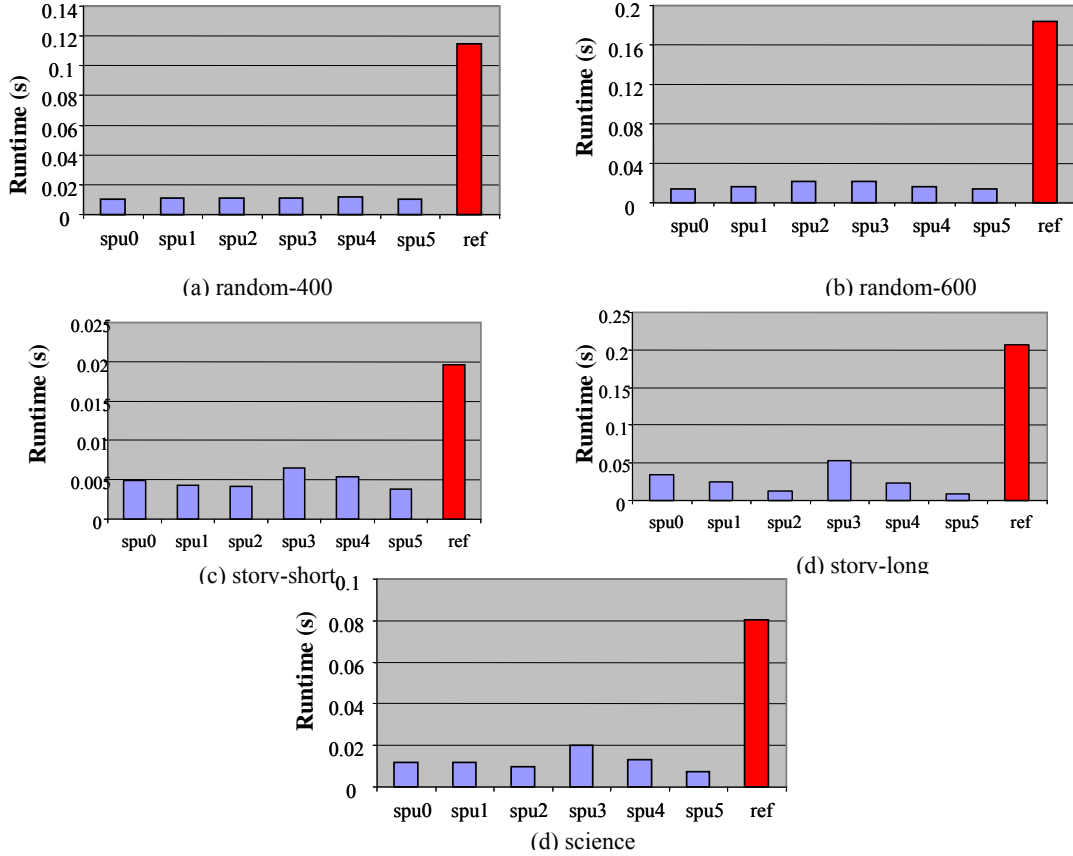 0.14
0.12
0.1
0.08
0.06
0.04
0.02
0
Runtime (s)
spu0 spu1 spu2 spu3 spu4 spu5 ref
(a) random-400
0.2
0.16
0.12
0.08
0.04
0
Runtime (s)
spu0 spu1 spu2 spu3 spu4 spu5 ref
(b) random-600
0.025
0.02
0.015
0.01
0.005
0
Runtime (s)
spu0 spu1 spu2 spu3 spu4 spu5 ref
(c) story-short
0.25
0.2
0.15
0.1
0.05
0
Runtime (s)
spu0 spu1 spu2 spu3 spu4 spu5 ref
(d) story-long
0.1
0.08
0.06
0.04
0.02
0
Runtime (s)
spu0 spu1 spu2 spu3 spu4 spu5 ref
(d) science